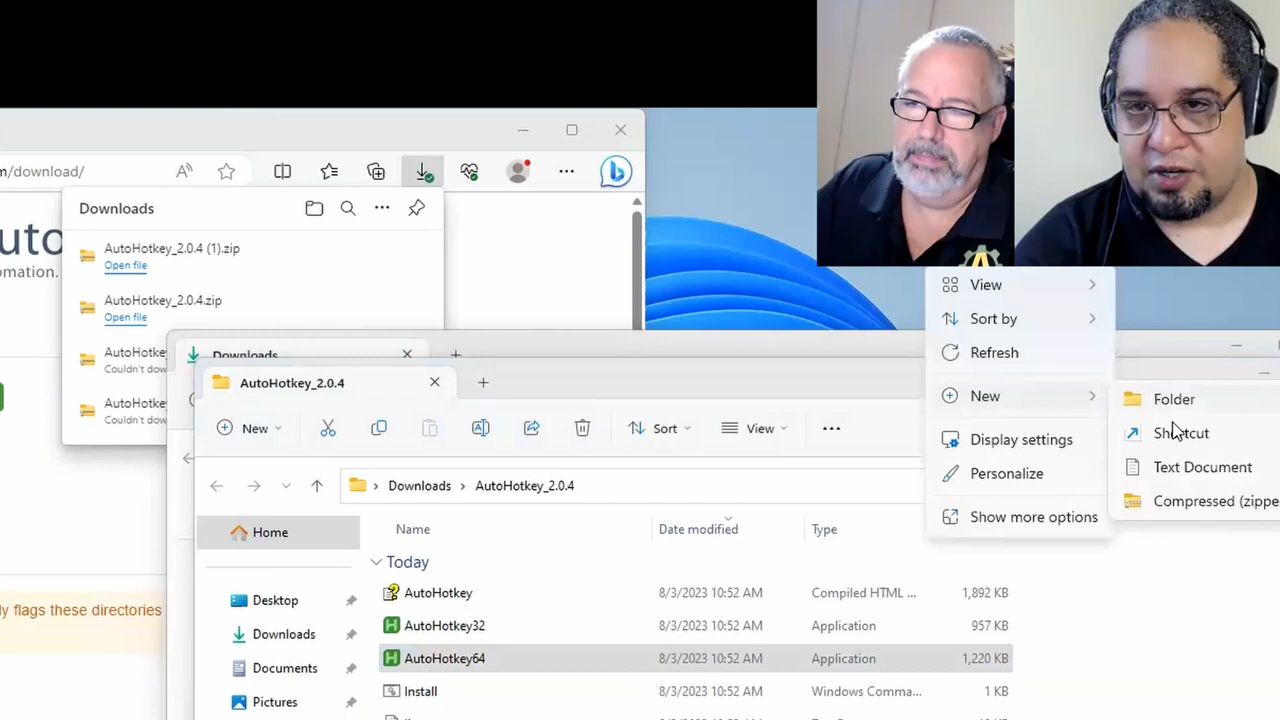 m/download/
Downloads
uto
omation.
AutoHotkey_2.0.4 (1).zip
Open file
AutoHotkey_2.0.4.zip
Open file
AutoHotke
Couldn't dow
AutoHotke
Couldn't dow
ly flags these directories
Downloads
AutoHotkey_2.0.4
New
Sort
View
Downloads
AutoHotkey_2.0.4
Home
Name
Date modified
Type
Today
Desktop
Downloads
Documents
Pictures
AutoHotkey 8/3/2023 10:52 AM Compiled HTML ... 1,892 KB
AutoHotkey32 8/3/2023 10:52 AM Application 957 KB
AutoHotkey64 8/3/2023 10:52 AM Application 1,220 KB
Install 8/3/2023 10:52 AM Windows Comma... 1 KB
View
Sort by
Refresh
New
Display settings
Personalize
Show more options
Folder
Shortcut
Text Document
Compressed (zippe